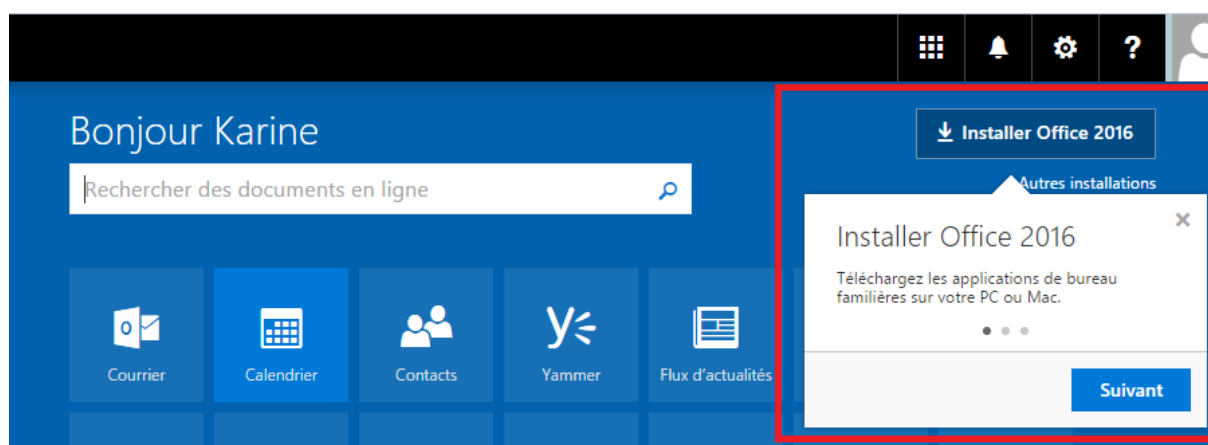 Bonjour Karine
Installer Office 2016
Rechercher des documents en ligne
Autres installations
Installer Office 2016
Téléchargez les applications de bureau
familières sur votre PC ou Mac.
Courrier
Calendrier
Contacts
Yammer
Flux d'actualités
Suivant